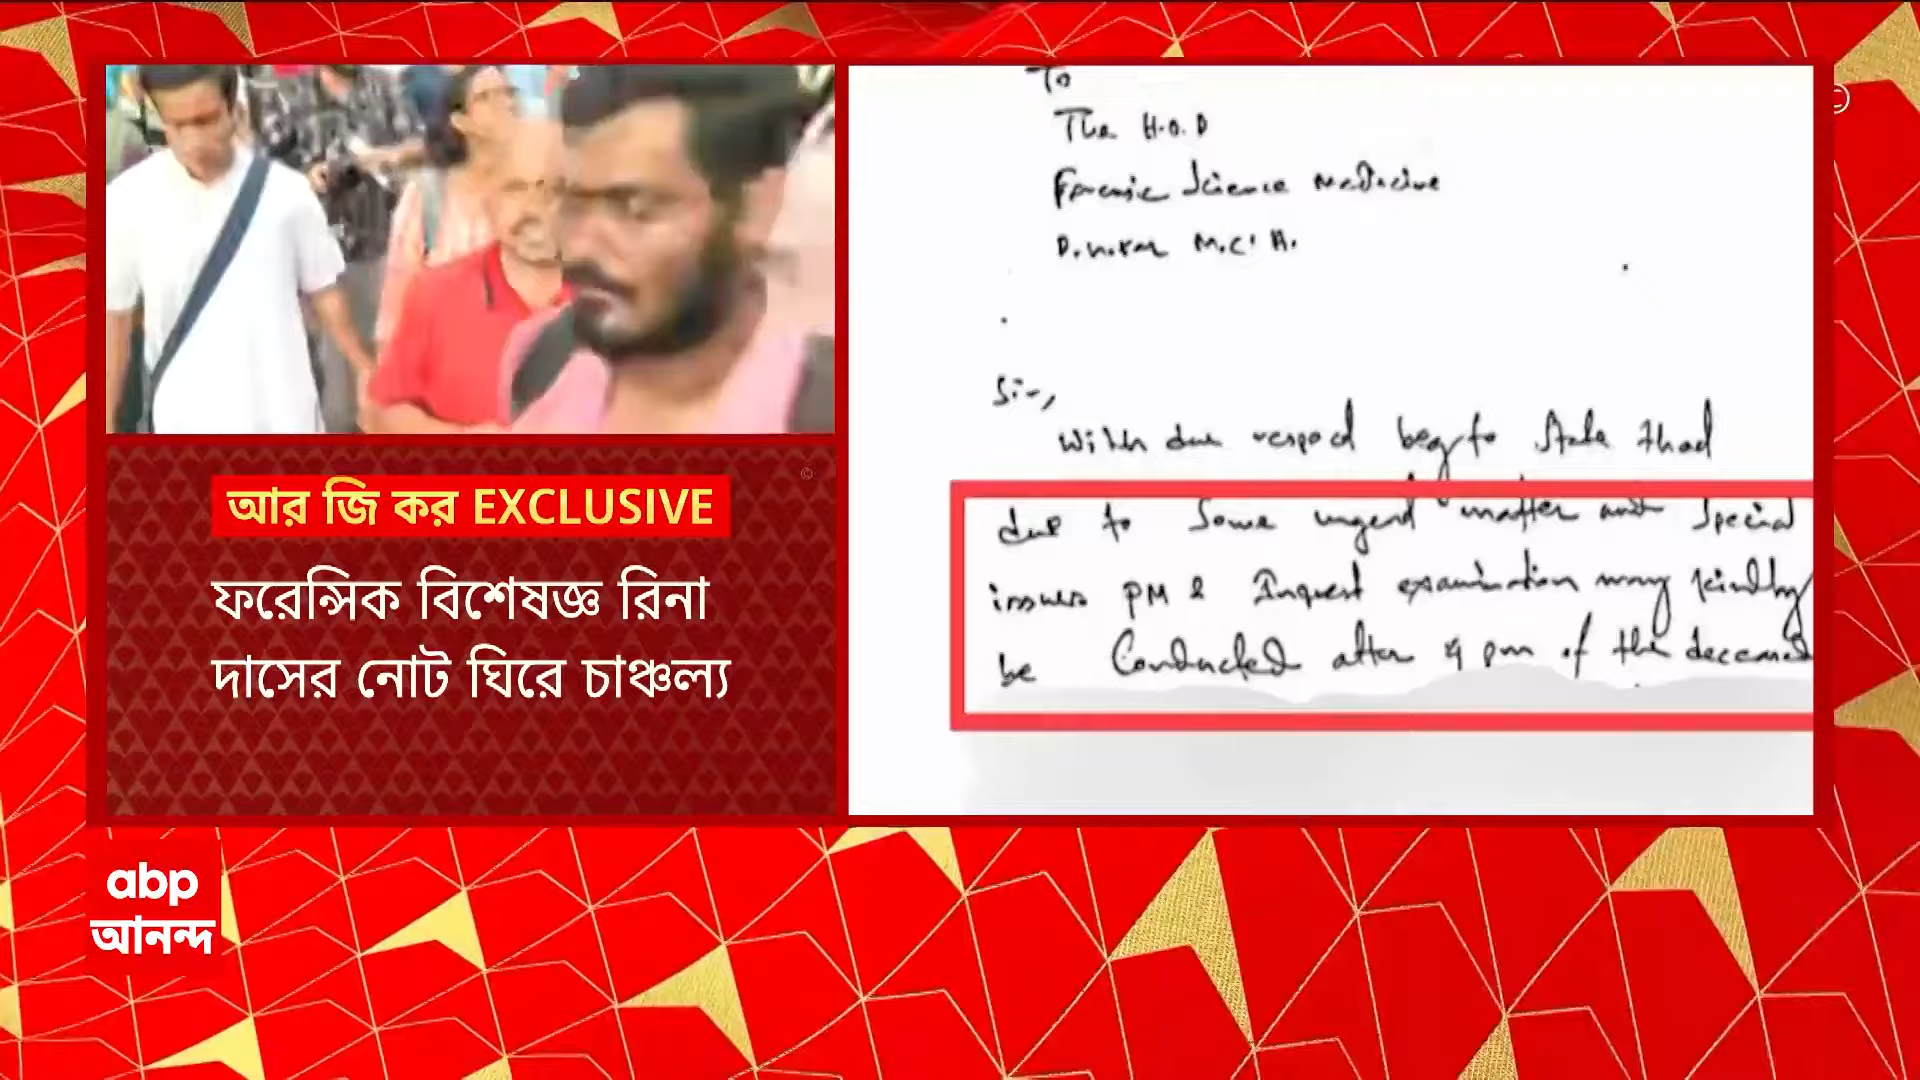 আর জি কর EXCLUSIVE
ফরেন্সিক বিশেষজ্ঞ রিনা
দাসের নোট ঘিরে চাঞ্চল্য
To
The H.O.D
Forensic Science Medicine
M.C.H.
Sir,
With due respect beg to state that
due to some urgent matter and special
issues PM & Inquest examination may kindly
be Conducted after 4 pm of the deceased
abp
আনন্দ
©
©